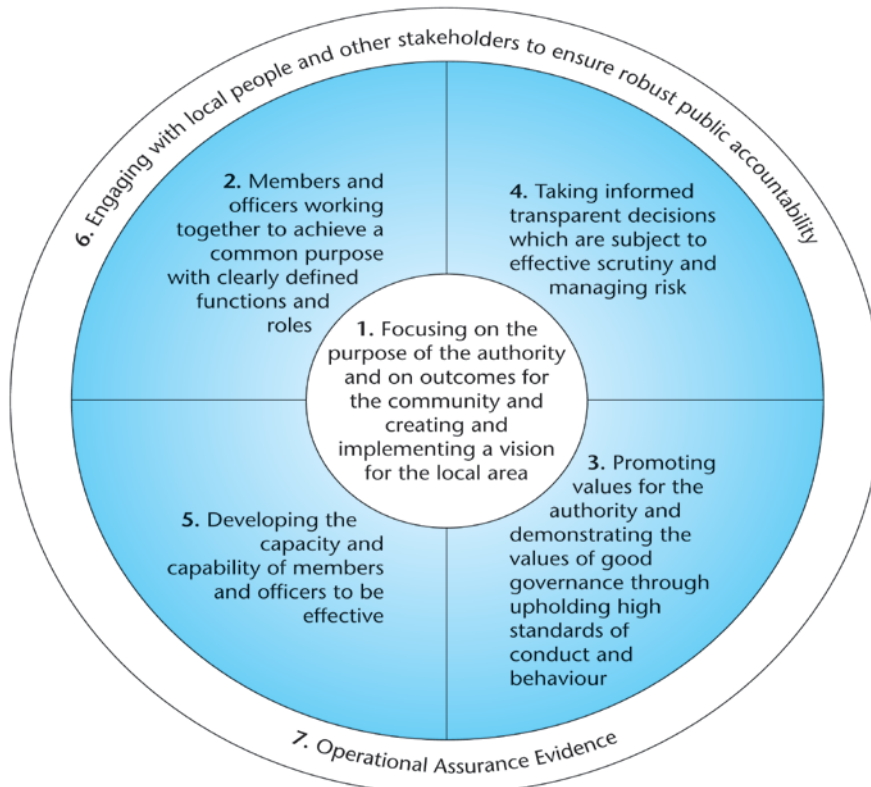 6. Engaging with local people and other stakeholders to ensure robust public accountability
2. Members and
officers working
together to achieve a
common purpose
with clearly defined
functions and
roles
4. Taking informed
transparent decisions
which are subject to
effective scrutiny and
managing risk
1. Focusing on the
purpose of the authority
and on outcomes for
the community and
creating and
implementing a vision
for the local area
5. Developing the
capacity and
capability of members
and officers to be
effective
3. Promoting
values for the
authority and
demonstrating the
values of good
governance through
upholding high
standards of
conduct and
behaviour
7. Operational Assurance Evidence